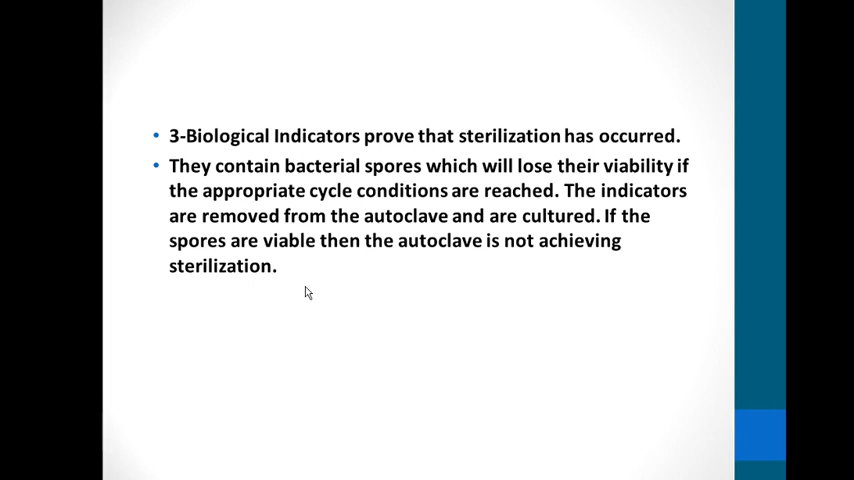 3-Biological Indicators prove that sterilization has occurred.
They contain bacterial spores which will lose their viability if
the appropriate cycle conditions are reached. The indicators
are removed from the autoclave and are cultured. If the
spores are viable then the autoclave is not achieving
sterilization.